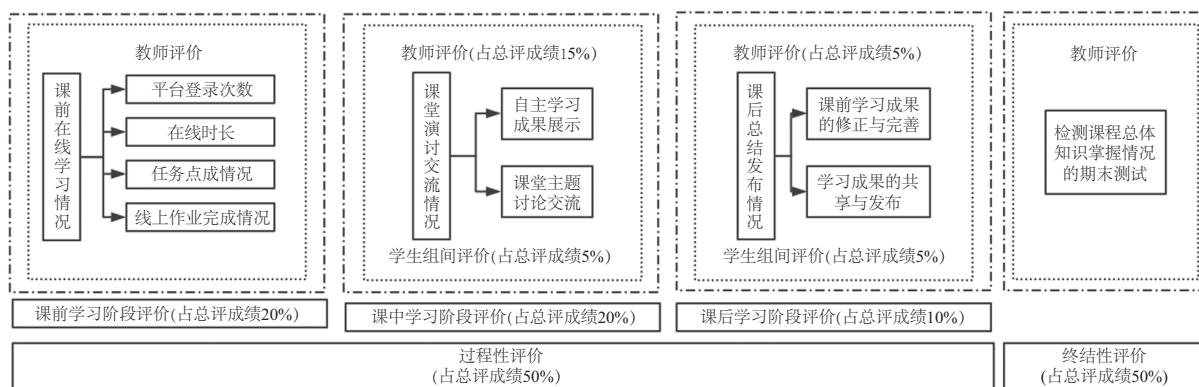 教师评价
课前在线学习情况
平台登录次数
在线时长
任务点成情况
线上作业完成情况
课前学习阶段评价(占总评成绩20%)
教师评价(占总评成绩15%)
课堂演讨交流情况
自主学习
成果展示
课堂主题
讨论交流
学生组间评价(占总评成绩5%)
课中学习阶段评价(占总评成绩20%)
教师评价(占总评成绩5%)
课后总结发布情况
课前学习成果
的修正与完善
学习成果的共
享与发布
学生组间评价(占总评成绩5%)
课后学习阶段评价(占总评成绩10%)
教师评价
检测课程总体
知识掌握情况
的期末测试
过程性评价
(占总评成绩50%)
终结性评价
(占总评成绩50%)